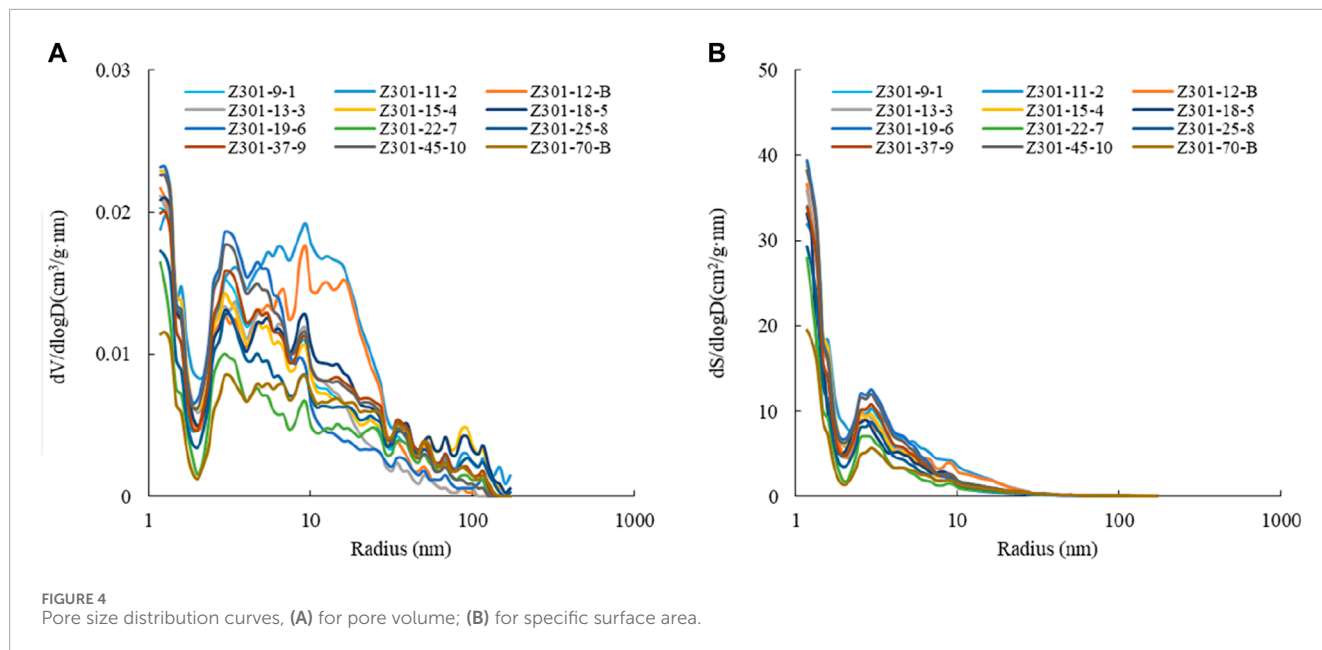 A
0.03
0.02
0.01
0
dV/dlogD(cm³/g·nm)
Z301-9-1 Z301-11-2 Z301-12-B
Z301-13-3 Z301-15-4 Z301-18-5
Z301-19-6 Z301-22-7 Z301-25-8
Z301-37-9 Z301-45-10 Z301-70-B
1 10 100 1000
Radius (nm)
B
50
40
30
20
10
0
dS/dlogD(cm²/g·nm)
Z301-9-1 Z301-11-2 Z301-12-B
Z301-13-3 Z301-15-4 Z301-18-5
Z301-19-6 Z301-22-7 Z301-25-8
Z301-37-9 Z301-45-10 Z301-70-B
1 10 100 1000
Radius (nm)
FIGURE 4
Pore size distribution curves, (A) for pore volume; (B) for specific surface area.